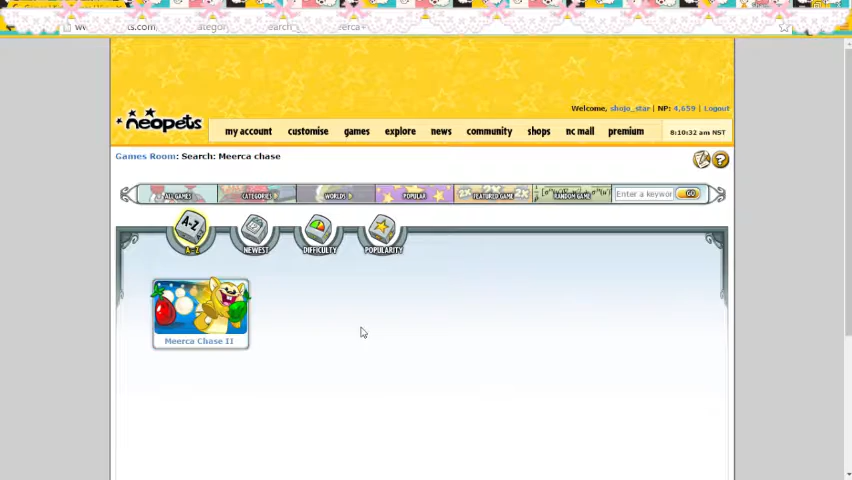 Welcome, shojo_star | NP: 4,659 | Logout
neopets
my account customise games explore news community shops nc mall premium 8:10:32 am NST
Games Room: Search: Meerca chase
ALL GAMES CATEGORIES WORLDS POPULAR FEATURED GAME RANDOM GAME Enter a keywor GO
A-Z
A-Z NEWEST DIFFICULTY POPULARITY
Meerca Chase II